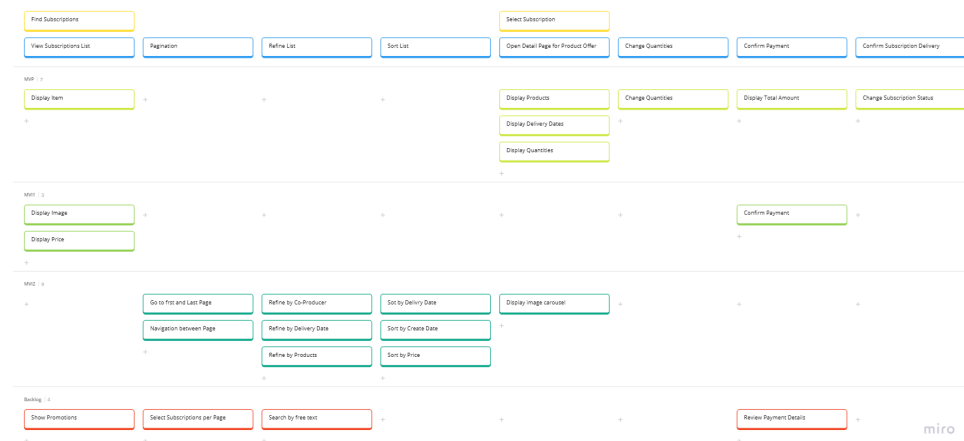 Find Subscriptions
Select Subscription
View Subscriptions List
Pagination
Refine List
Sort List
Open Detail Page for Product Offer
Change Quantities
Confirm Payment
Confirm Subscription Delivery
MVP 7
Display Item
Display Products
Change Quantities
Display Total Amount
Change Subscription Status
Display Delivery Dates
Display Quantities
Display Image
Confirm Payment
Display Price
Go to frst and Last Page
Refine by Co-Producer
Sot by Delivry Date
Display image carousel
Navigation between Page
Refine by Delivery Date
Sort by Create Date
Refine by Products
Sort by Price
Backlog 4
Show Promotions
Select Subscriptions per Page
Search by free text
Review Payment Details
miro